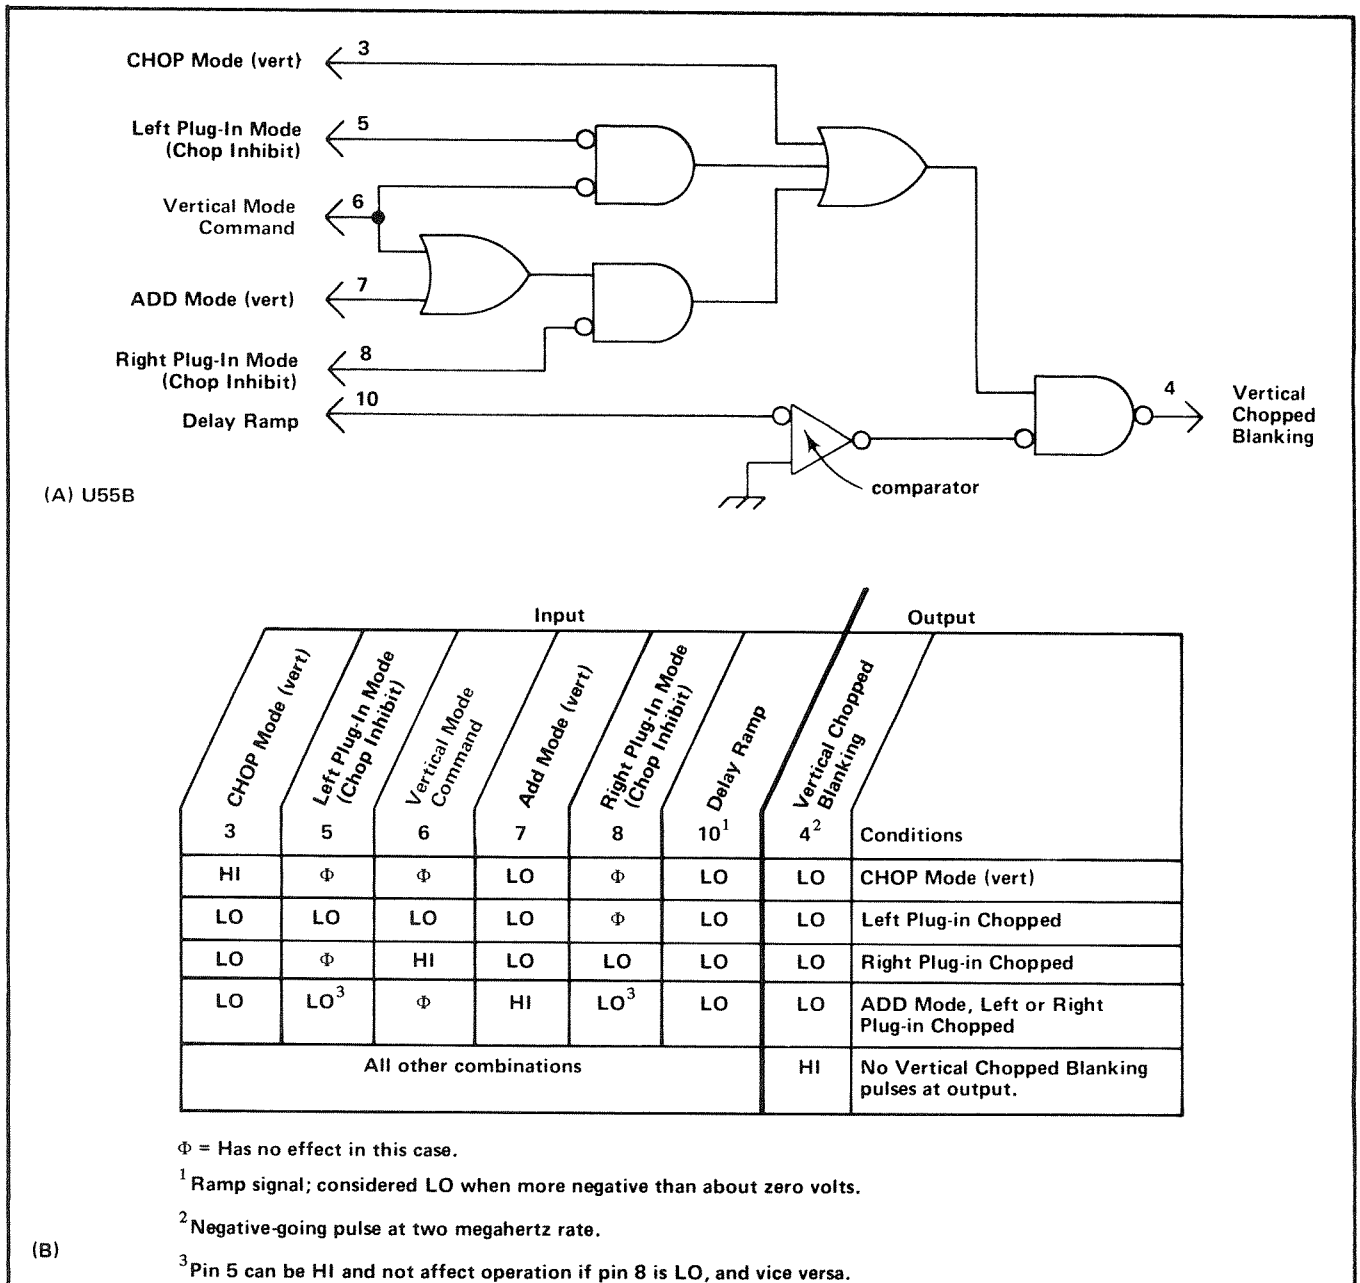 CHOP Mode (vert) 3
Left Plug-In Mode 5
(Chop Inhibit)
Vertical Mode 6
Command
ADD Mode (vert) 7
Right Plug-In Mode 8
(Chop Inhibit)
Delay Ramp 10
4 Vertical
Chopped
Blanking
comparator
(A) U55B
Input Output
CHOP Mode (vert)
Left Plug-In Mode
(Chop Inhibit)
Vertical Mode
Command
Add Mode (vert)
Right Plug-In Mode
(Chop Inhibit)
Delay Ramp
Vertical Chopped
Blanking
3 5 6 7 8 10¹ 4² Conditions
HI Φ Φ LO Φ LO LO CHOP Mode (vert)
LO LO LO LO Φ LO LO Left Plug-in Chopped
LO Φ HI LO LO LO LO Right Plug-in Chopped
LO LO³ Φ HI LO³ LO LO ADD Mode, Left or Right
Plug-in Chopped
All other combinations HI No Vertical Chopped Blanking
pulses at output.
Φ = Has no effect in this case.
¹Ramp signal; considered LO when more negative than about zero volts.
²Negative-going pulse at two megahertz rate.
(B)
³Pin 5 can be HI and not affect operation if pin 8 is LO, and vice versa.